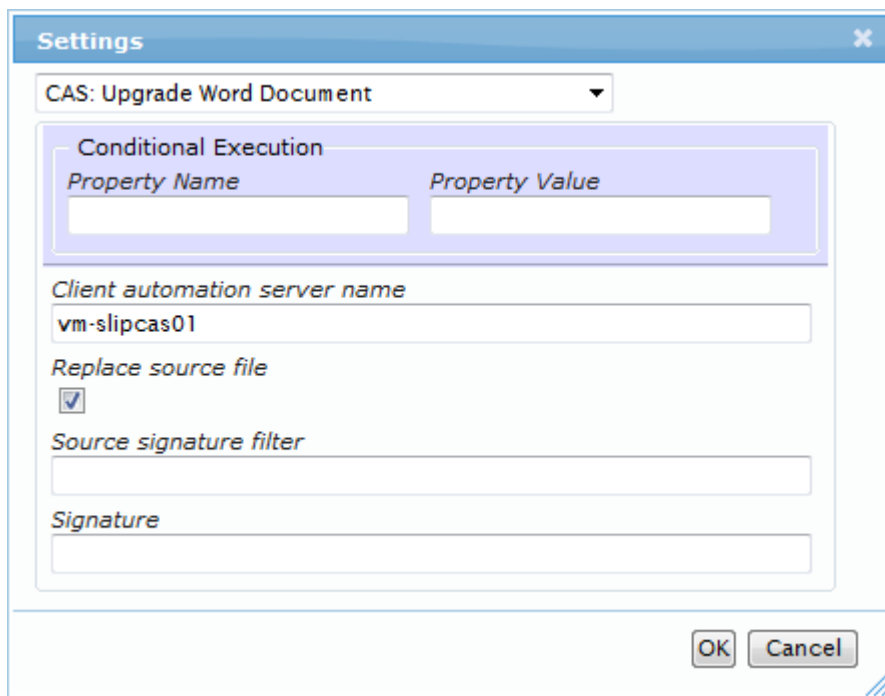 Settings
CAS: Upgrade Word Document
Conditional Execution
Property Name Property Value
Client automation server name
vm-slipcas01
Replace source file
Source signature filter
Signature
OK Cancel